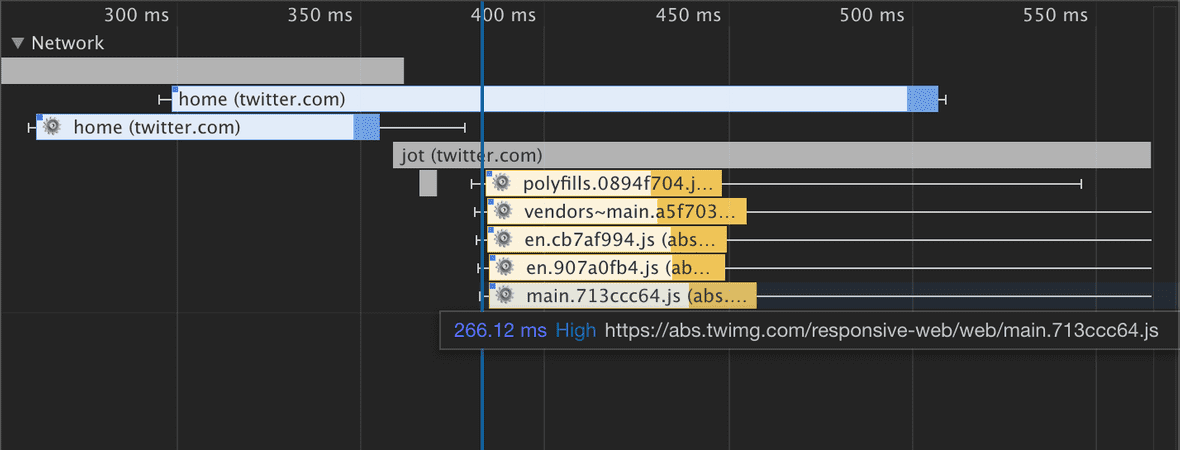 300 ms 350 ms 400 ms 450 ms 500 ms 550 ms
Network
home (twitter.com)
home (twitter.com)
jot (twitter.com)
polyfills.0894f704.j...
vendors~main.a5f703...
en.cb7af994.js (abs...
en.907a0fb4.js (ab...
main.713ccc64.js (abs....
266.12 ms High https://abs.twimg.com/responsive-web/web/main.713ccc64.js